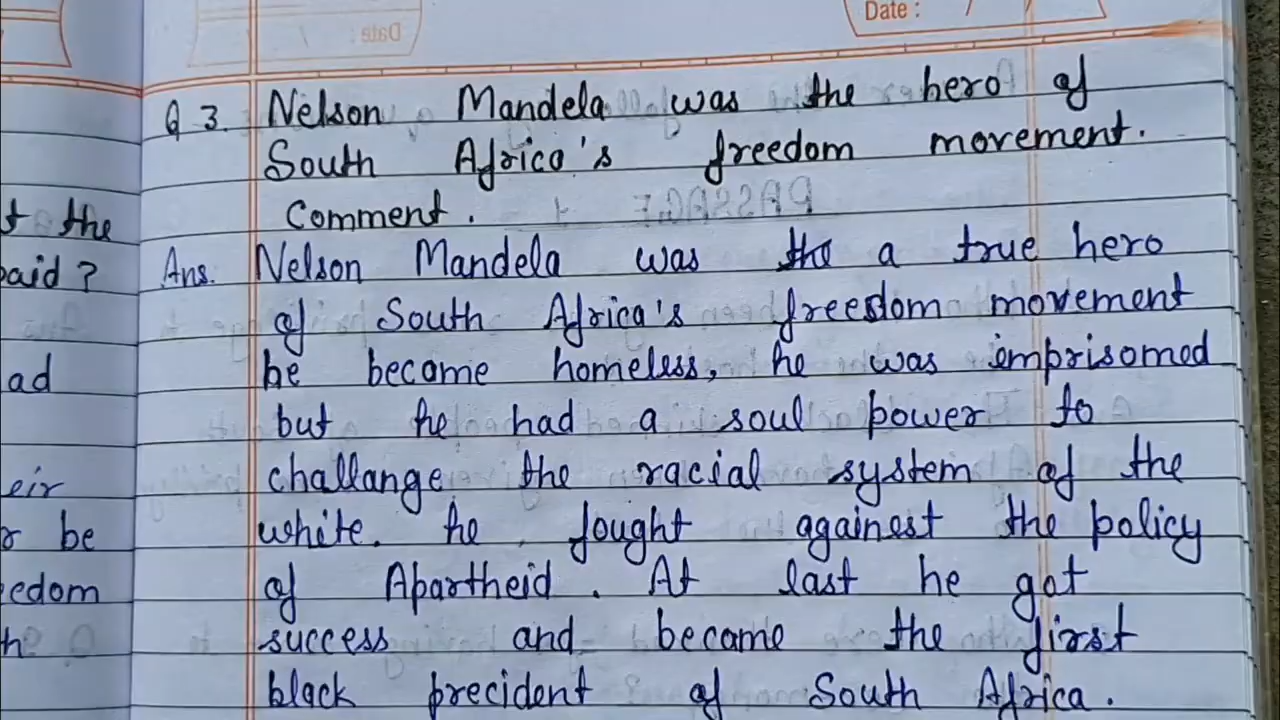 Date : / /
Q 3. Nelson Mandela was the hero of
South Africa's freedom movement.
Comment.
Ans. Nelson Mandela was the a true hero
of South Africa's freedom movement
he become homeless, he was emprisomed
but he had a soul power to
challange the racial system of the
white. he fought againest the policy
of Apartheid. At last he got
success and became the first
black precident of South Africa.
t the
paid ?
ad
eir
r be
edom
h